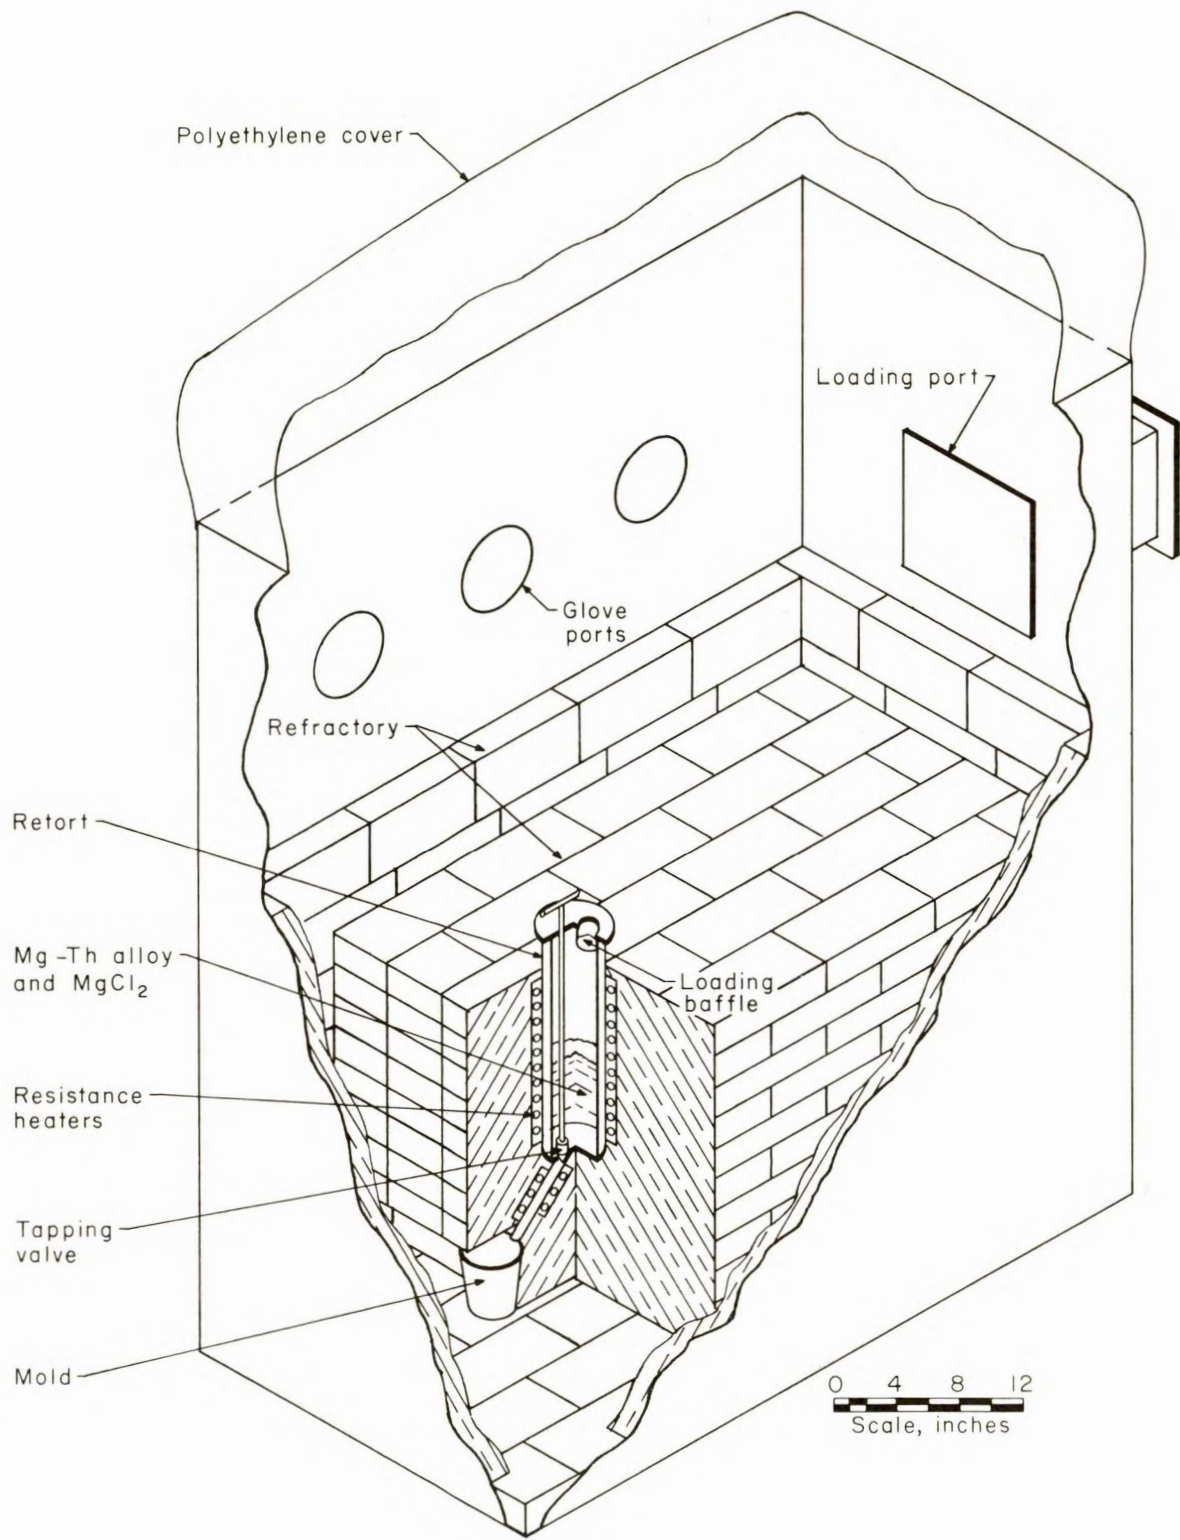 Polyethylene cover
Loading port
Glove
ports
Refractory
Retort
Mg-Th alloy
and MgCl₂
Loading
baffle
Resistance
heaters
Tapping
valve
Mold
0 4 8 12
Scale, inches